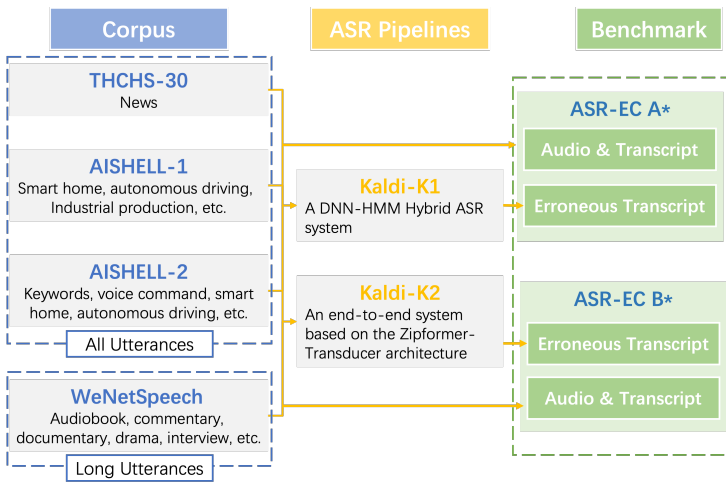 Corpus
ASR Pipelines
Benchmark
THCHS-30
News
AISHELL-1
Smart home, autonomous driving,
Industrial production, etc.
AISHELL-2
Keywords, voice command, smart
home, autonomous driving, etc.
All Utterances
WeNetSpeech
Audiobook, commentary,
documentary, drama, interview, etc.
Long Utterances
Kaldi-K1
A DNN-HMM Hybrid ASR
system
Kaldi-K2
An end-to-end system
based on the Zipformer-
Transducer architecture
ASR-EC A*
Audio & Transcript
Erroneous Transcript
ASR-EC B*
Erroneous Transcript
Audio & Transcript